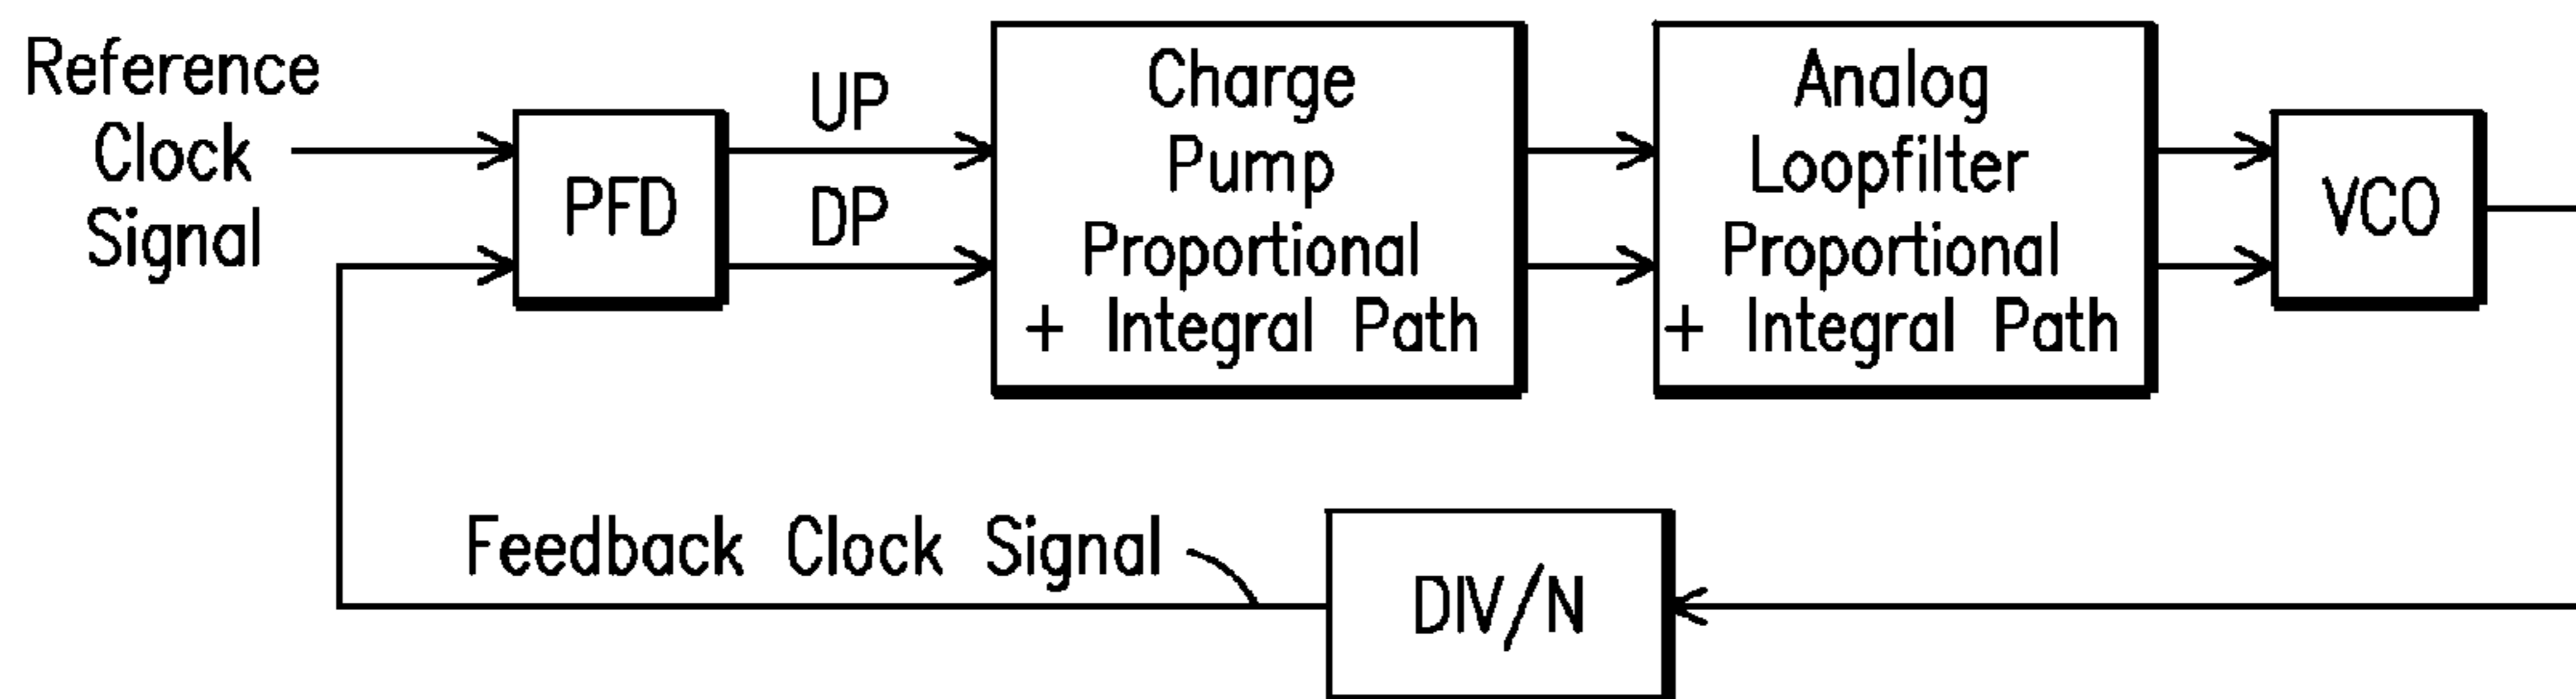 Reference
Clock
Signal
PFD
UP
DP
Charge
Pump
Proportional
+ Integral Path
Analog
Loopfilter
Proportional
+ Integral Path
VCO
Feedback Clock Signal
DIV/N